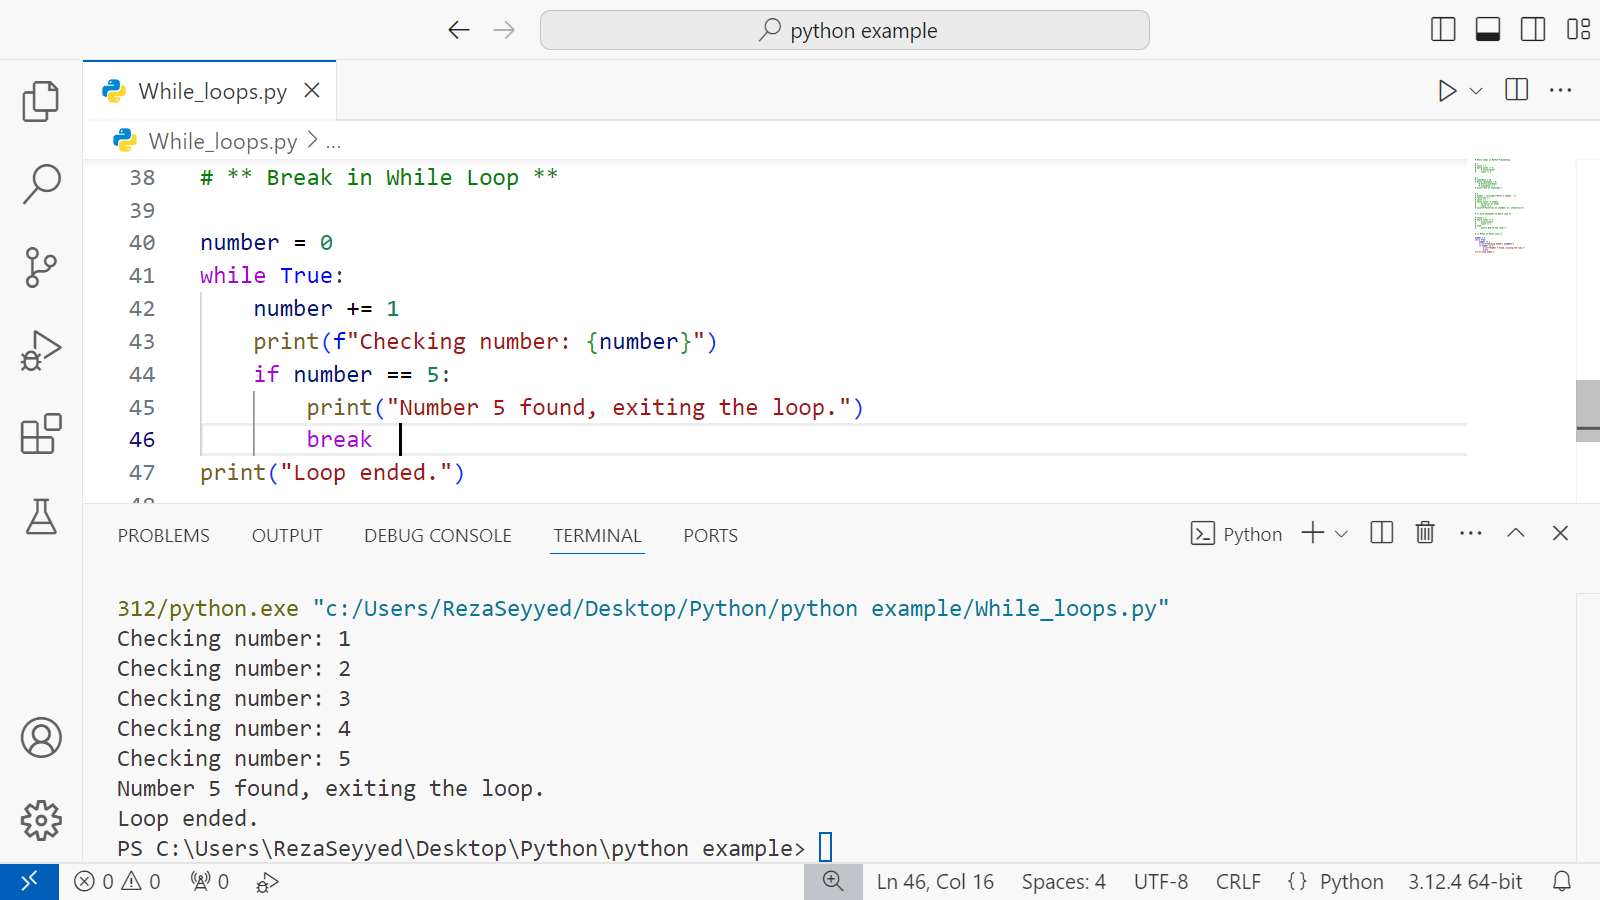 python example
While_loops.py
While_loops.py > ...
38 # ** Break in While Loop **
39
40 number = 0
41 while True:
42     number += 1
43     print(f"Checking number: {number}")
44     if number == 5:
45         print("Number 5 found, exiting the loop.")
46         break
47 print("Loop ended.")
PROBLEMS OUTPUT DEBUG CONSOLE TERMINAL PORTS Python
312/python.exe "c:/Users/RezaSeyyed/Desktop/Python/python example/While_loops.py"
Checking number: 1
Checking number: 2
Checking number: 3
Checking number: 4
Checking number: 5
Number 5 found, exiting the loop.
Loop ended.
PS C:\Users\RezaSeyyed\Desktop\Python\python example>
0 0 0 Ln 46, Col 16 Spaces: 4 UTF-8 CRLF {} Python 3.12.4 64-bit